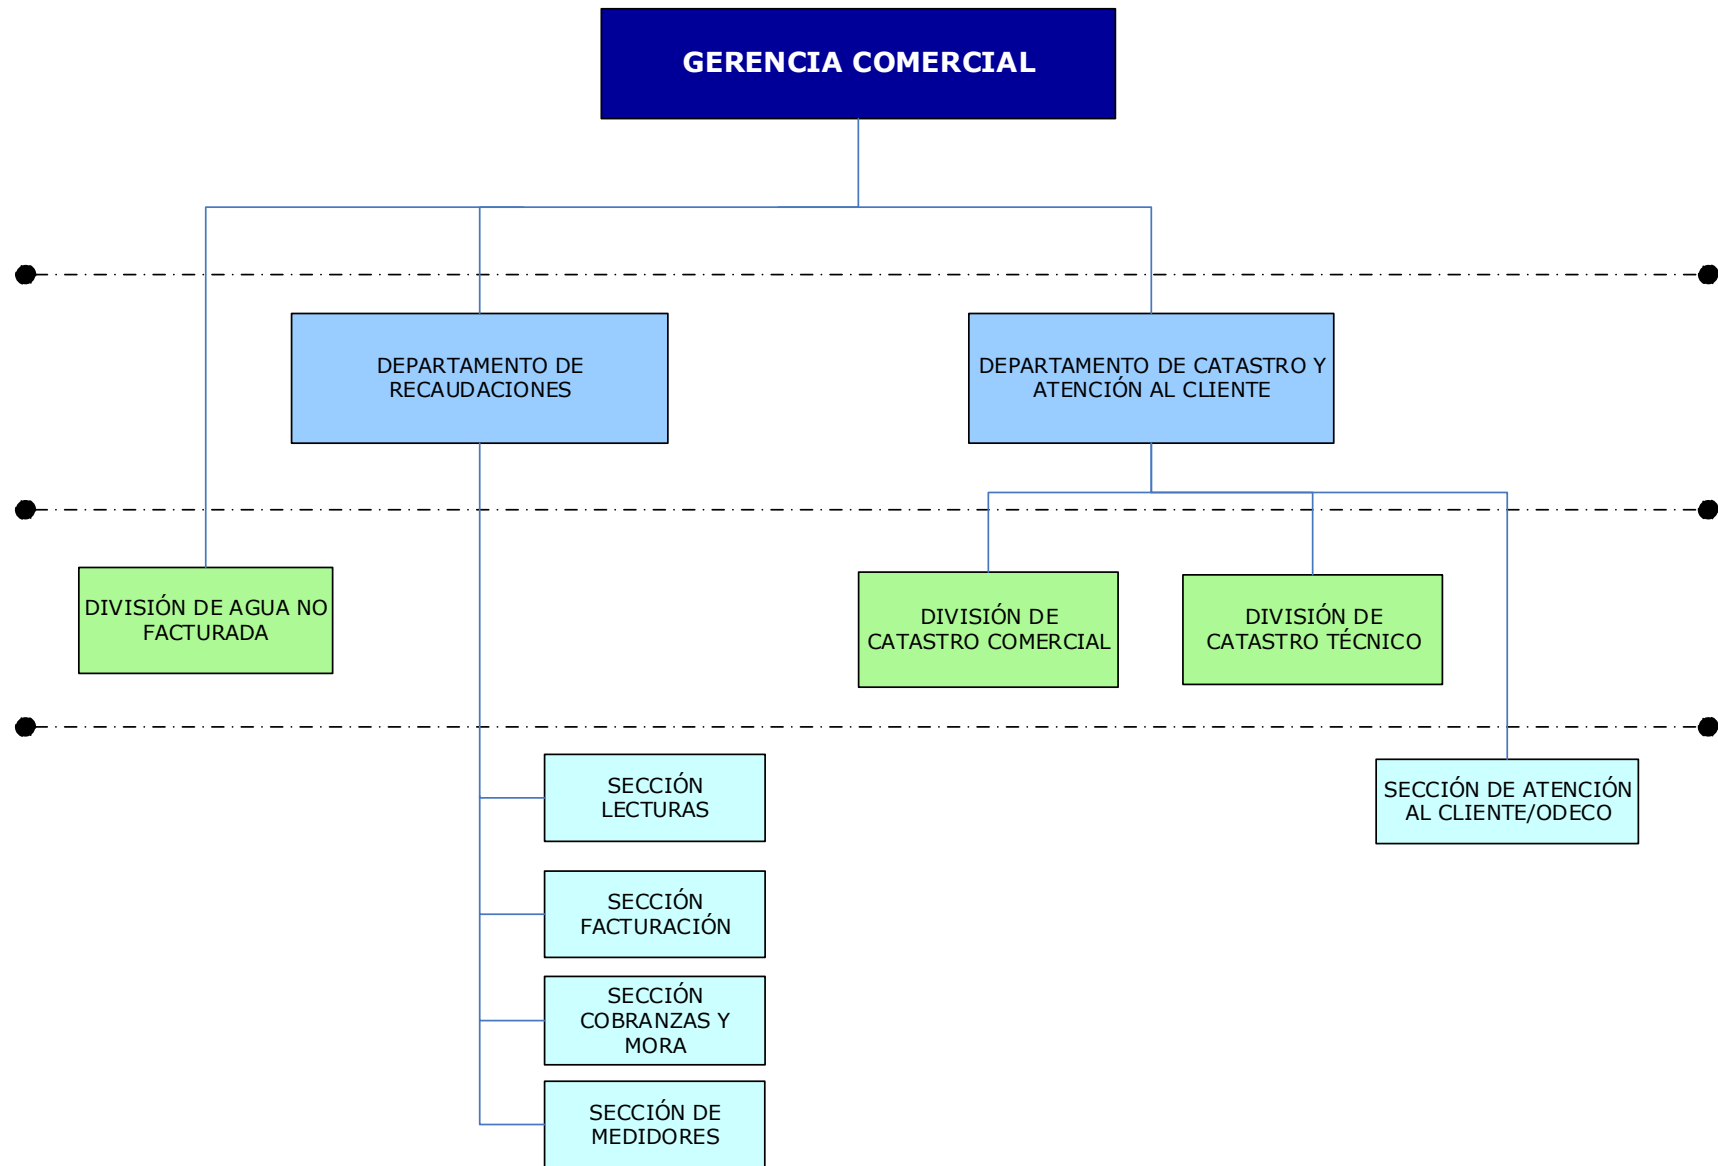 GERENCIA COMERCIAL
DEPARTAMENTO DE
RECAUDACIONES
DEPARTAMENTO DE CATASTRO Y
ATENCIÓN AL CLIENTE
DIVISIÓN DE AGUA NO
FACTURADA
DIVISIÓN DE
CATASTRO COMERCIAL
DIVISIÓN DE
CATASTRO TÉCNICO
SECCIÓN
LECTURAS
SECCIÓN DE ATENCIÓN
AL CLIENTE/ODECO
SECCIÓN
FACTURACIÓN
SECCIÓN
COBRANZAS Y
MORA
SECCIÓN DE
MEDIDORES